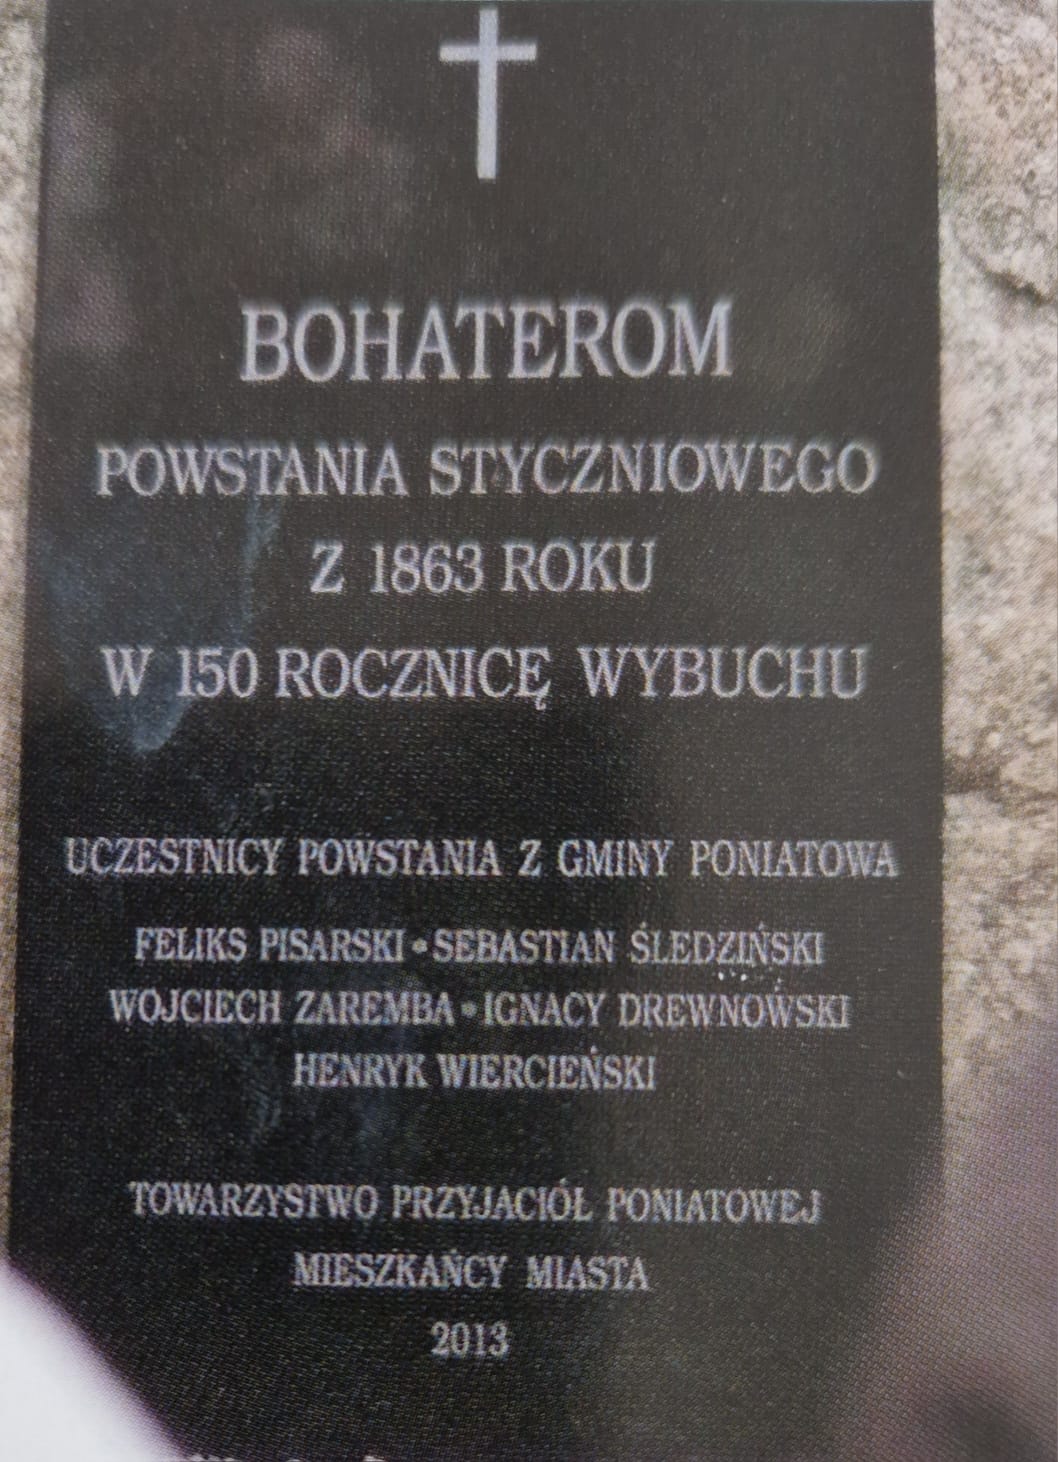 BOHATEROM
POWSTANIA STYCZNIOWEGO
Z 1863 ROKU
W 150 ROCZNICĘ WYBUCHU
UCZESTNICY POWSTANIA Z GMINY PONIATOWA
FELIKS PISARSKI • SEBASTIAN ŚLEDZIŃSKI
WOJCIECH ZAREMBA • IGNACY DREWNOWSKI
HENRYK WIERCIEŃSKI
TOWARZYSTWO PRZYJACIÓŁ PONIATOWEJ
MIESZKAŃCY MIASTA
2013